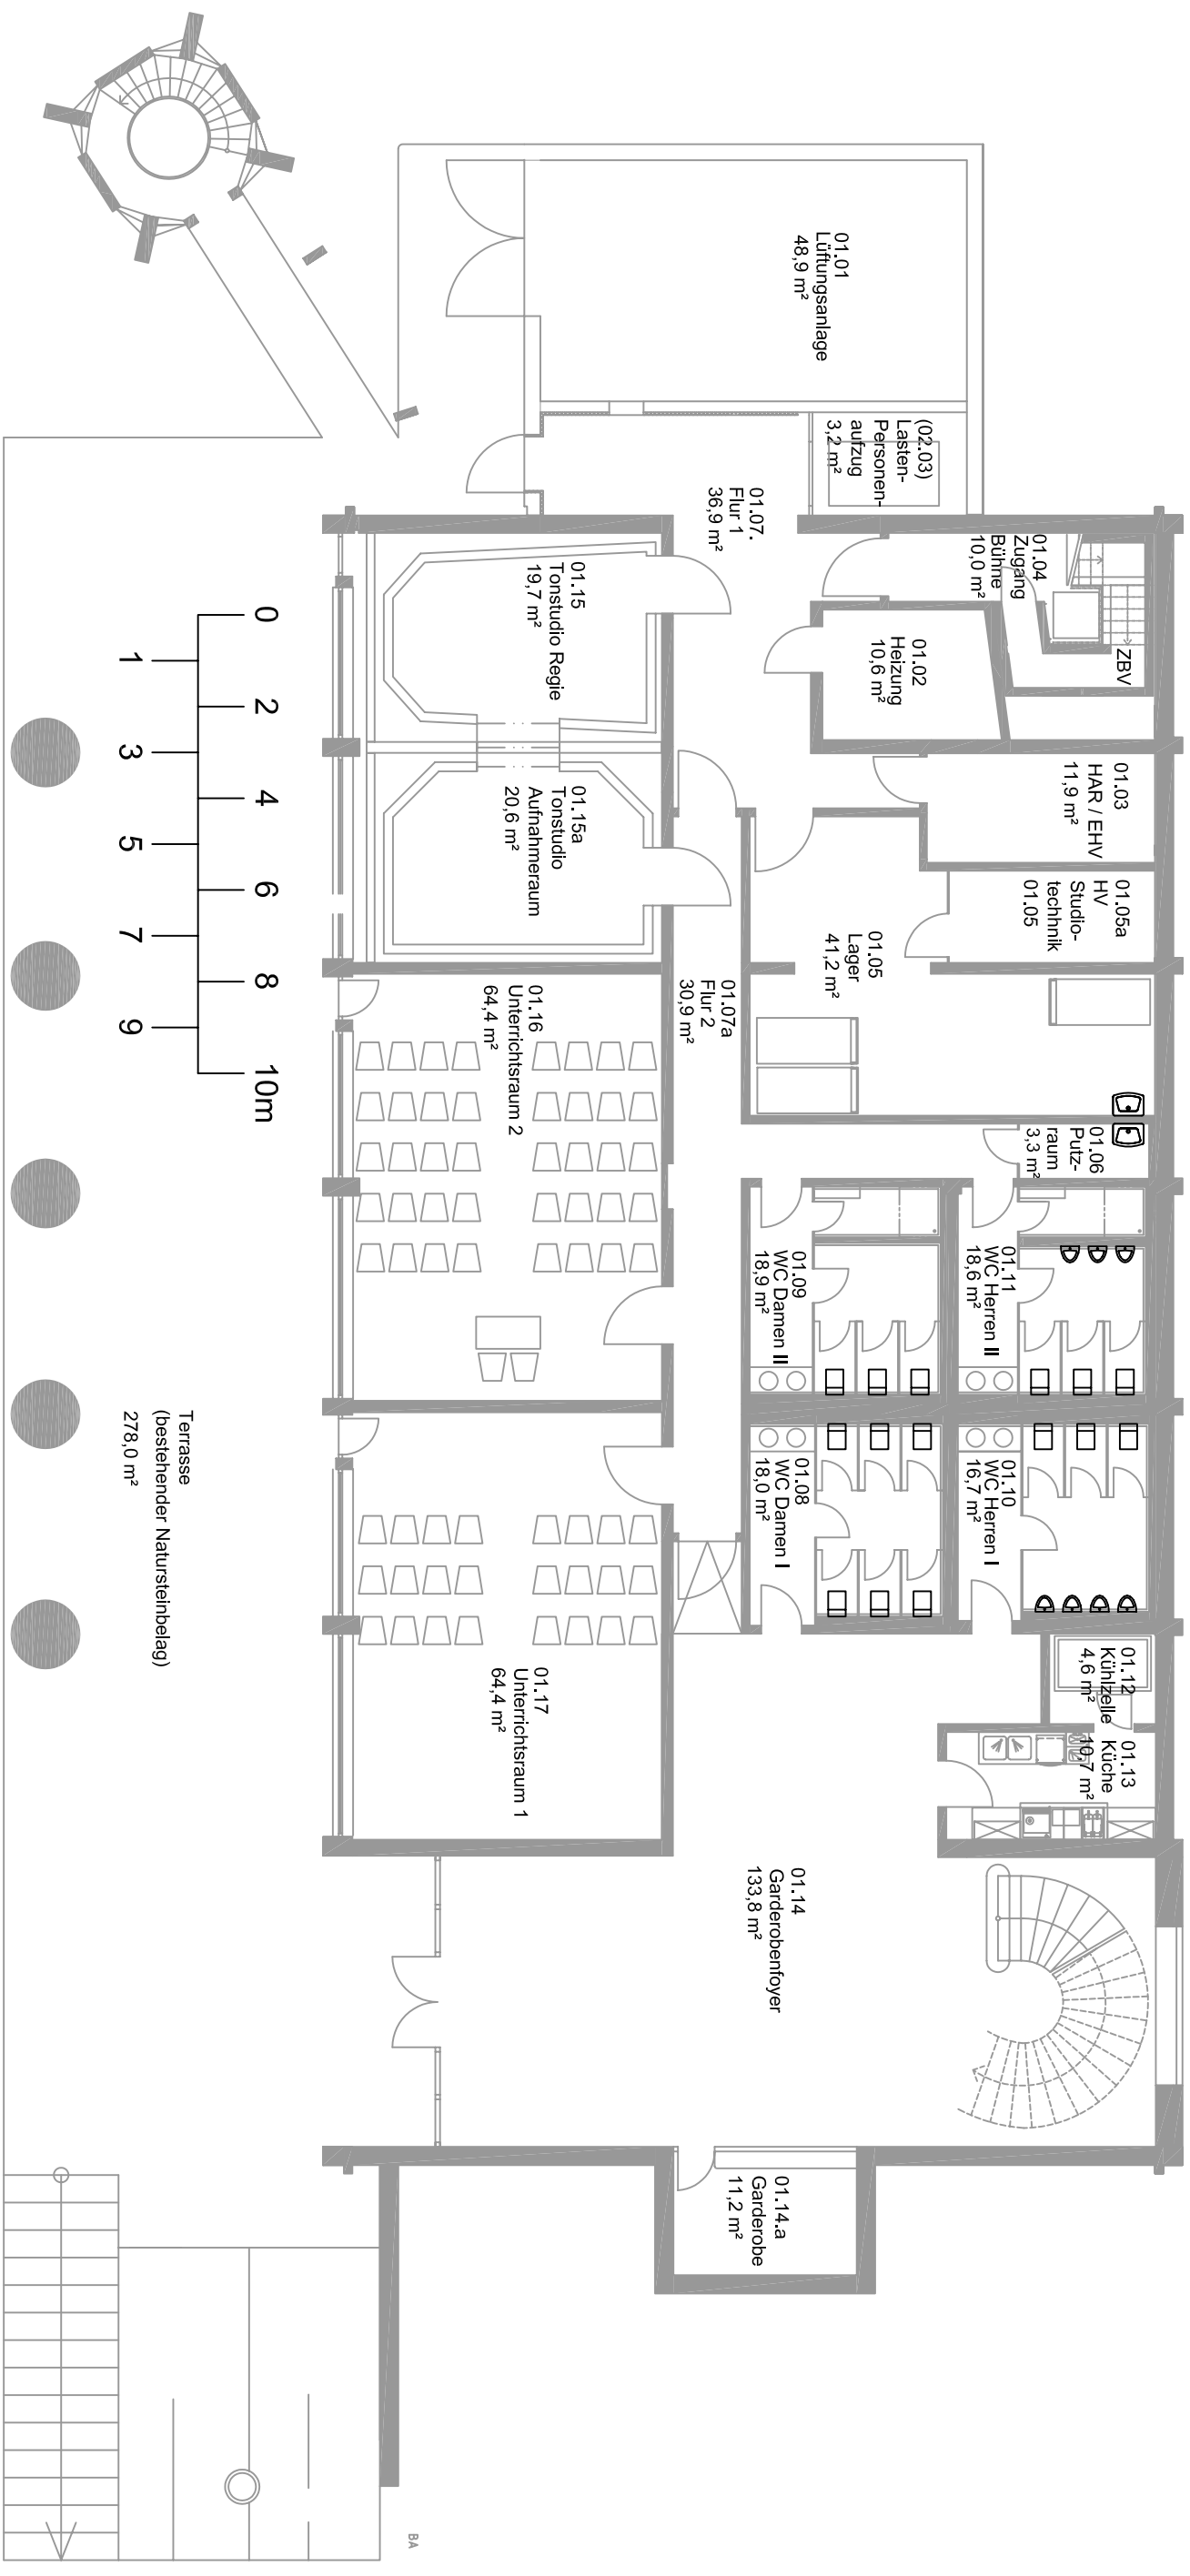 01.01
Lüftungsanlage
48,9 m²
(02.03)
Lasten-
Personen-
aufzug
3,2 m²
01.07.
Flur 1
36,9 m²
01.04
Zugang
Bühne
10,0 m²
ZBV
01.02
Heizung
10,6 m²
01.03
HAR / EHV
11,9 m²
01.05a
HV
Studio-
techhnik
01.05
01.05
Lager
41,2 m²
01.07a
Flur 2
30,9 m²
01.06
Putz-
raum
3,3 m²
01.15
Tonstudio Regie
19,7 m²
01.15a
Tonstudio
Aufnahmeraum
20,6 m²
01.16
Unterrichtsraum 2
64,4 m²
01.09
WC Damen II
18,9 m²
01.11
WC Herren II
18,6 m²
01.08
WC Damen I
18,0 m²
01.10
WC Herren I
16,7 m²
01.12
Kühlzelle
4,6 m²
01.13
Küche
10,7 m²
01.17
Unterrichtsraum 1
64,4 m²
01.14
Garderobenfoyer
133,8 m²
01.14.a
Garderobe
11,2 m²
0 2 4 6 8 10m
1 3 5 7 9
Terrasse
(bestehender Natursteinbelag)
278,0 m²
BA